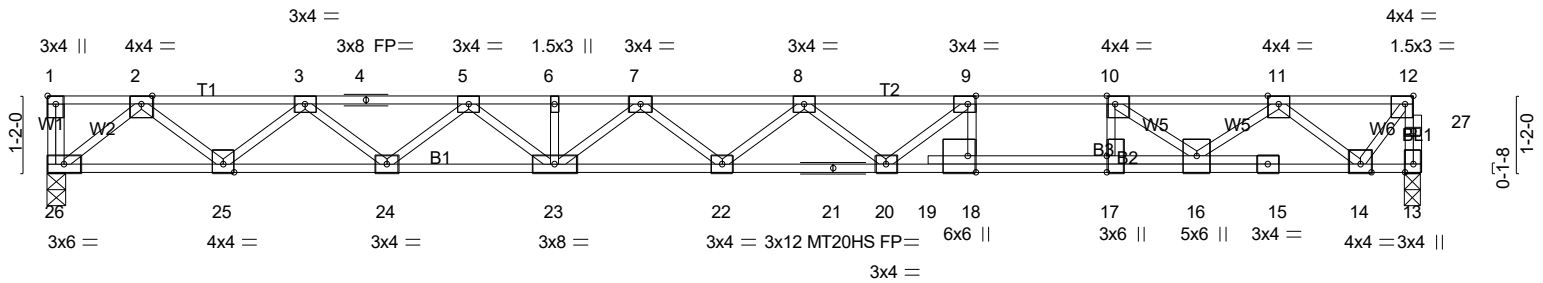 3x4 = 4x4 =
3x4 || 4x4 = 3x8 FP= 3x4 = 1.5x3 || 3x4 = 3x4 = 3x4 = 4x4 = 4x4 = 1.5x3 =
1 2 3 4 5 6 7 8 9 10 11 12
T1 T2
1-2-0 W1 W2 W5 W5 W6 BL1 27 1-2-0
B1 B3 B2 0-1-8
26 25 24 23 22 21 20 19 18 17 16 15 14 13
3x6 = 4x4 = 3x4 = 3x8 = 3x4 = 3x12 MT20HS FP= 6x6 || 3x6 || 5x6 || 3x4 = 4x4 = 3x4 ||
3x4 =